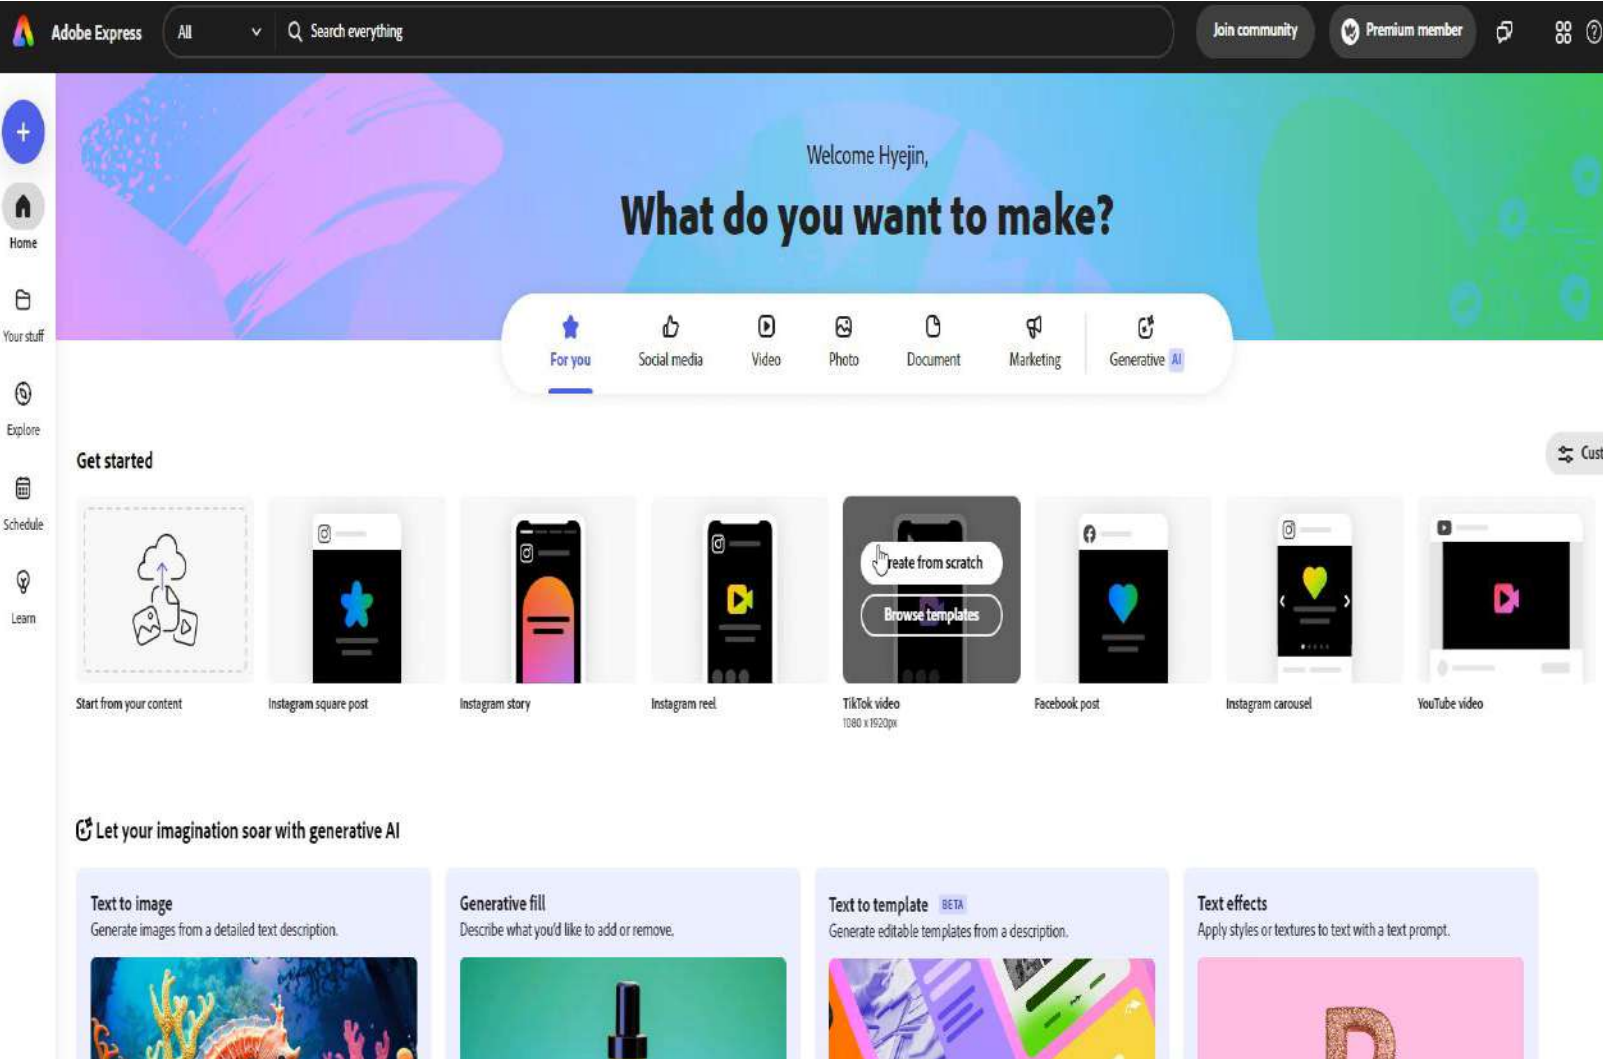 Adobe Express
All
Search everything
Join community
Premium member
Home
Your stuff
Explore
Schedule
Learn
Welcome Hyejin,
What do you want to make?
For you
Social media
Video
Photo
Document
Marketing
Generative AI
Get started
Cust
reate from scratch
Browse templates
Start from your content
Instagram square post
Instagram story
Instagram reel
TikTok video
1080 x 1920px
Facebook post
Instagram carousel
YouTube video
Let your imagination soar with generative AI
Text to image
Generate images from a detailed text description.
Generative fill
Describe what you'd like to add or remove.
Text to template BETA
Generate editable templates from a description.
Text effects
Apply styles or textures to text with a text prompt.